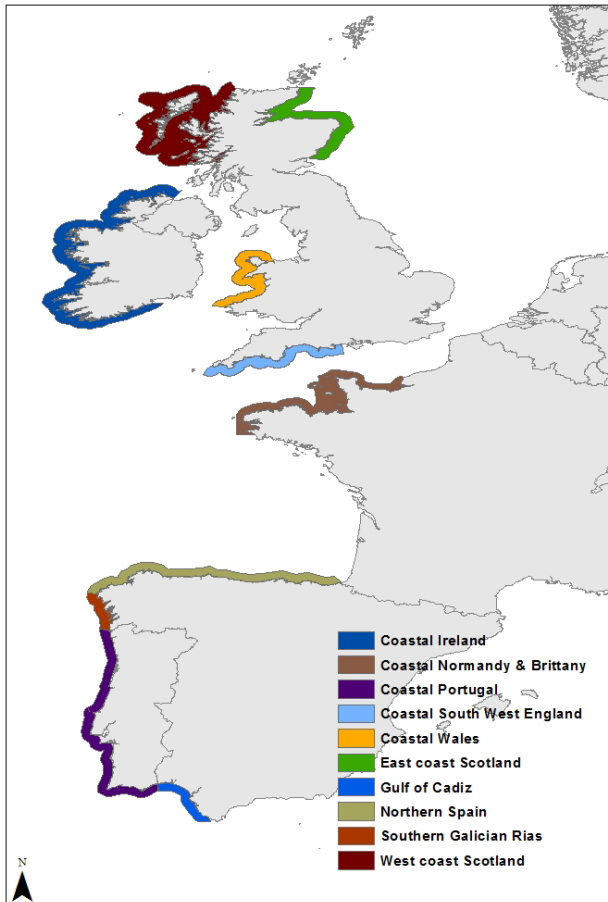 Coastal Ireland
Coastal Normandy & Brittany
Coastal Portugal
Coastal South West England
Coastal Wales
East coast Scotland
Gulf of Cadiz
Northern Spain
Southern Galician Rias
West coast Scotland
N